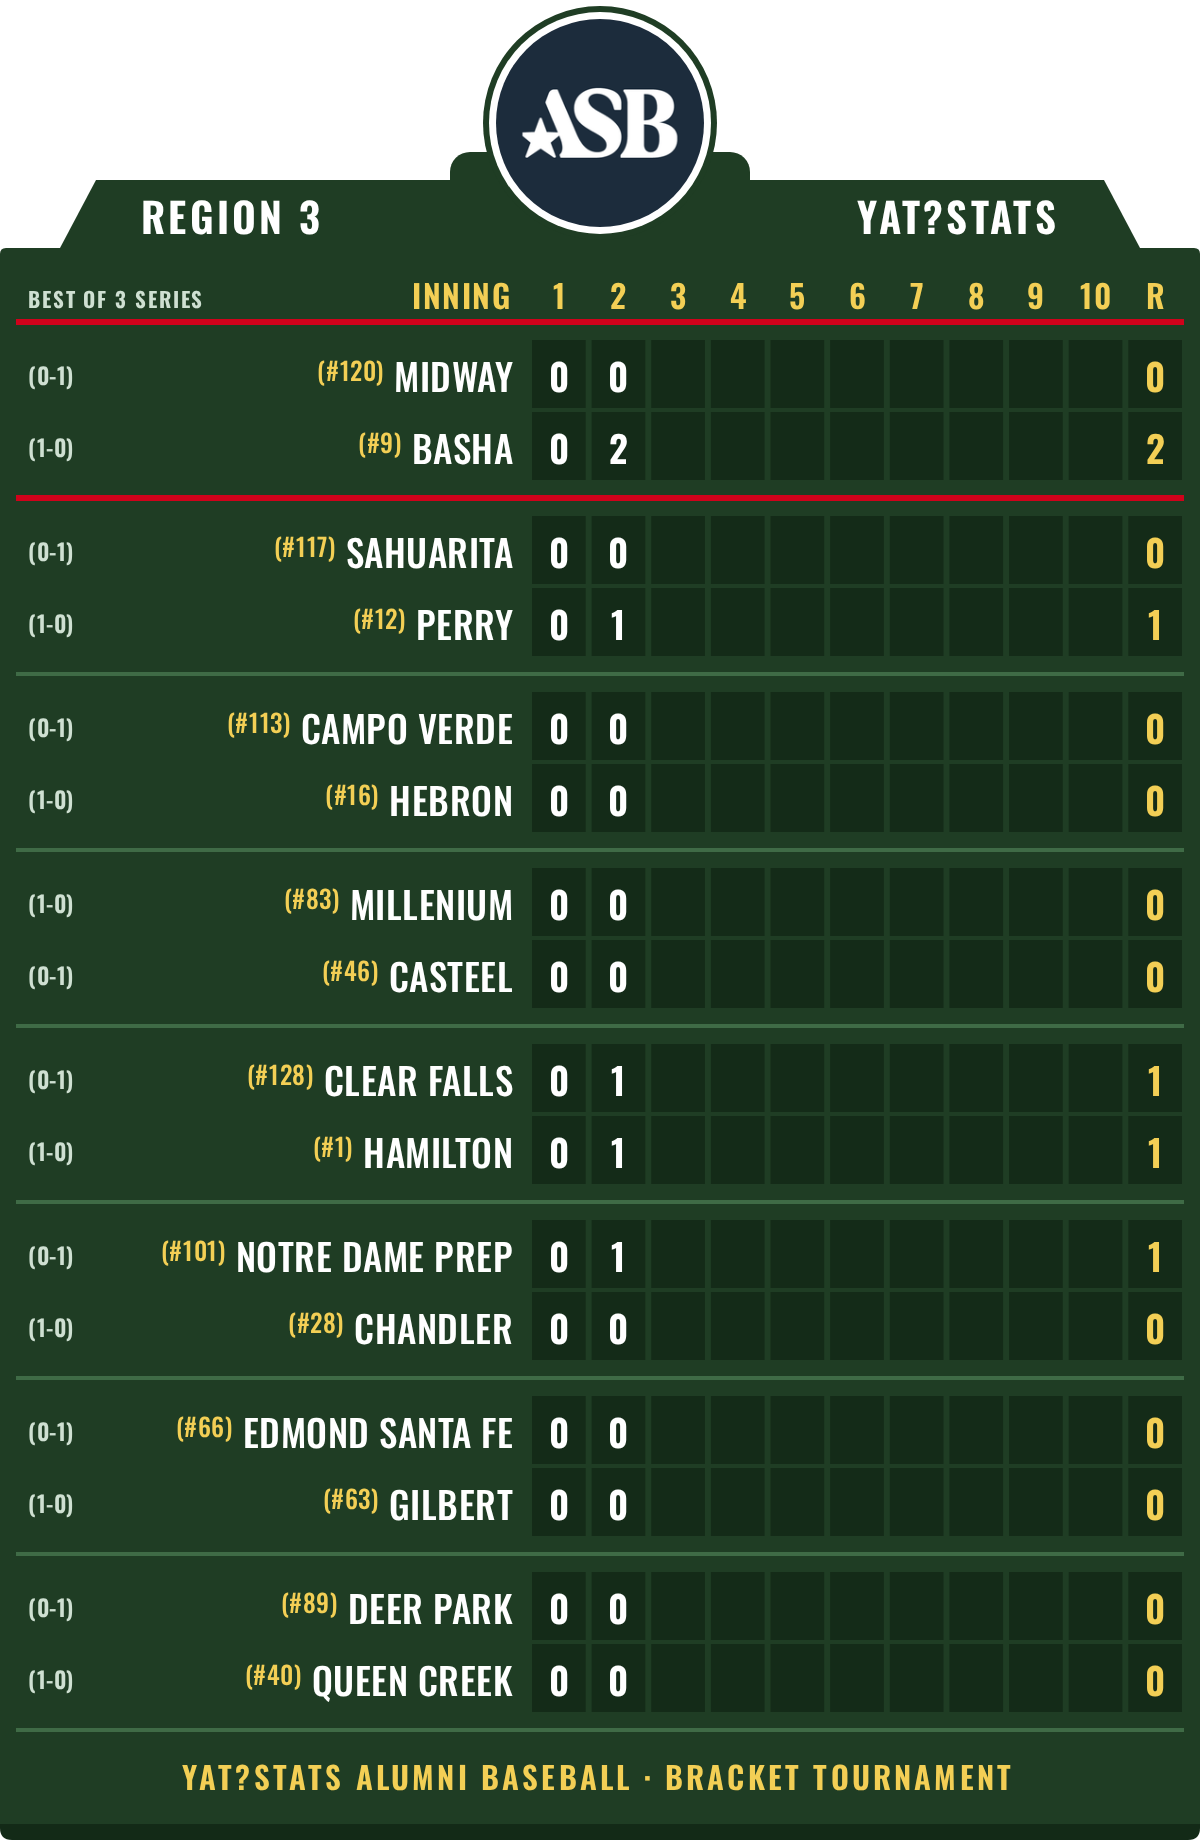 ASB
REGION 3 YAT?STATS
BEST OF 3 SERIES INNING 1 2 3 4 5 6 7 8 9 10 R
(0-1) (#120) MIDWAY 0 0 0
(1-0) (#9) BASHA 0 2 2
(0-1) (#117) SAHUARITA 0 0 0
(1-0) (#12) PERRY 0 1 1
(0-1) (#113) CAMPO VERDE 0 0 0
(1-0) (#16) HEBRON 0 0 0
(1-0) (#83) MILLENIUM 0 0 0
(0-1) (#46) CASTEEL 0 0 0
(0-1) (#128) CLEAR FALLS 0 1 1
(1-0) (#1) HAMILTON 0 1 1
(0-1) (#101) NOTRE DAME PREP 0 1 1
(1-0) (#28) CHANDLER 0 0 0
(0-1) (#66) EDMOND SANTA FE 0 0 0
(1-0) (#63) GILBERT 0 0 0
(0-1) (#89) DEER PARK 0 0 0
(1-0) (#40) QUEEN CREEK 0 0 0
YAT?STATS ALUMNI BASEBALL · BRACKET TOURNAMENT